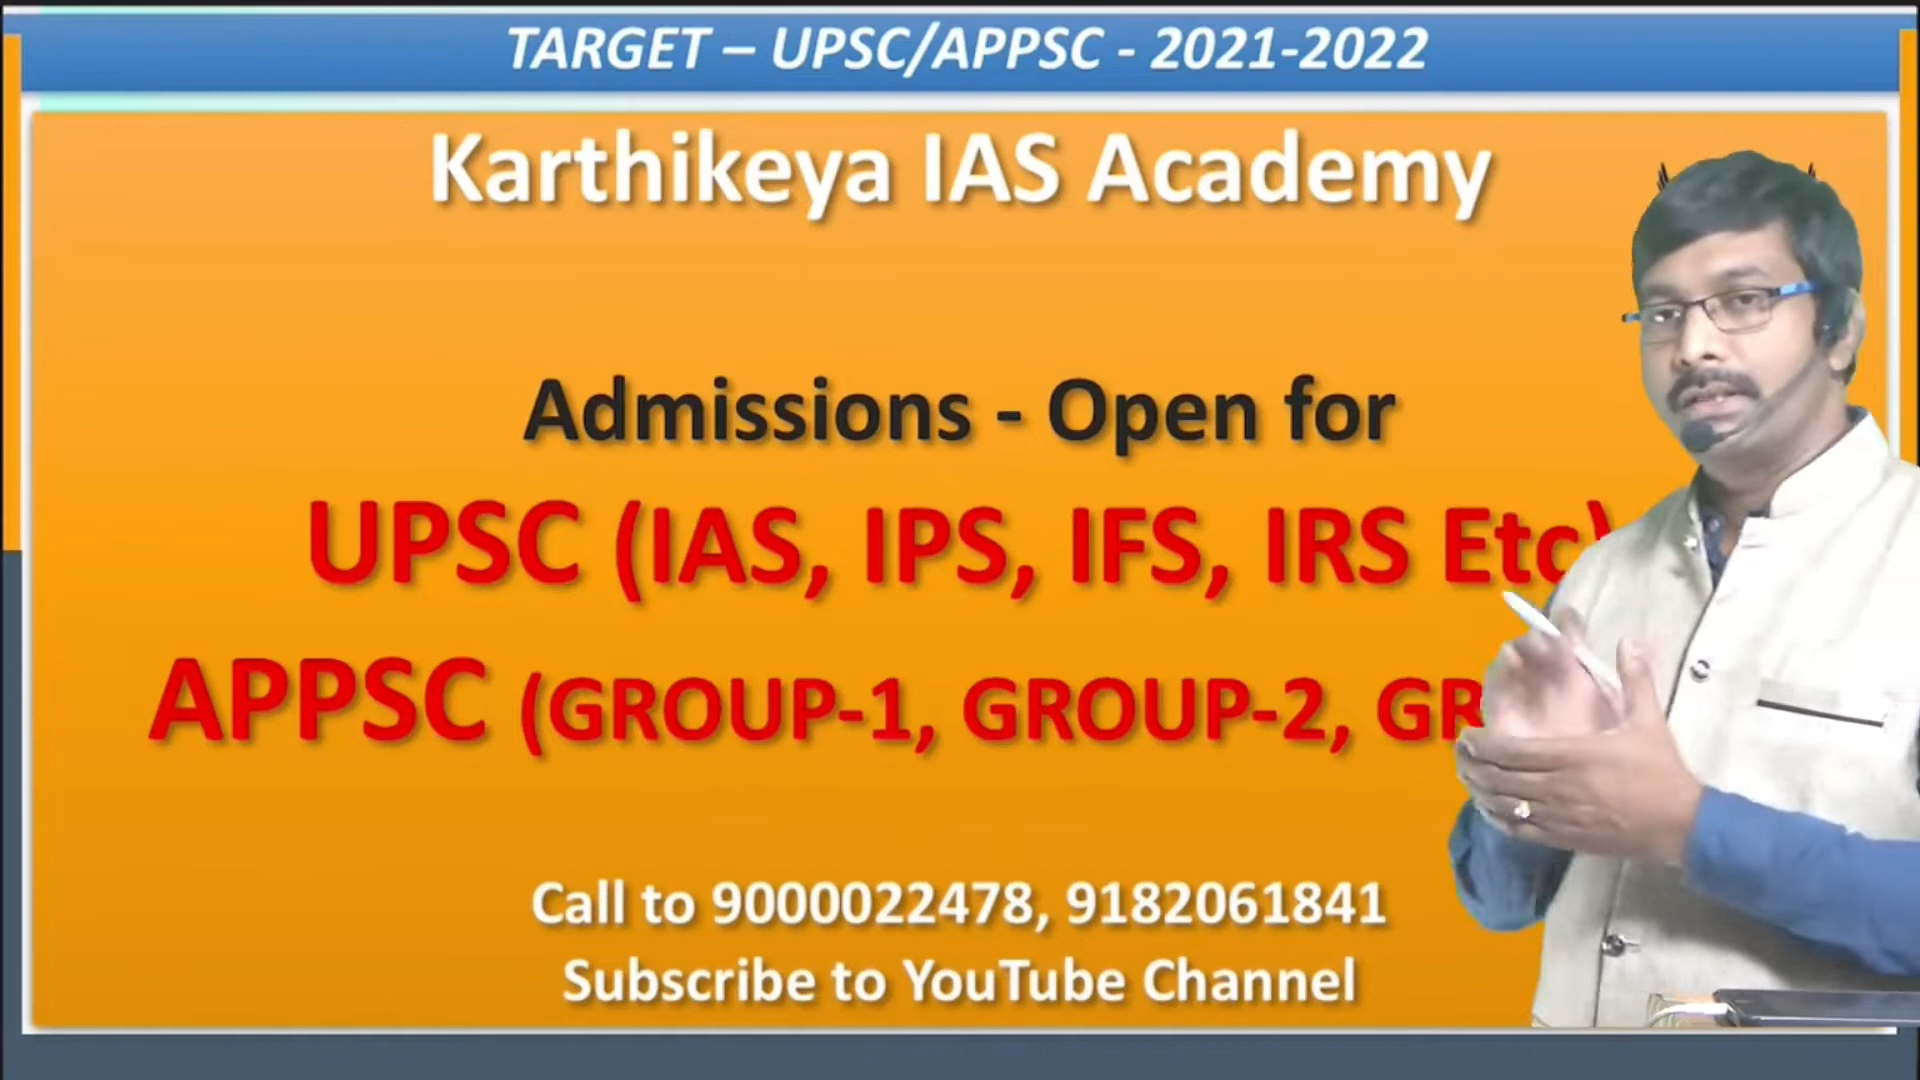 TARGET – UPSC/APPSC - 2021-2022
Karthikeya IAS Academy
Admissions - Open for
UPSC (IAS, IPS, IFS, IRS Etc)
APPSC (GROUP-1, GROUP-2,
Call to 9000022478, 9182061841
Subscribe to YouTube Channel